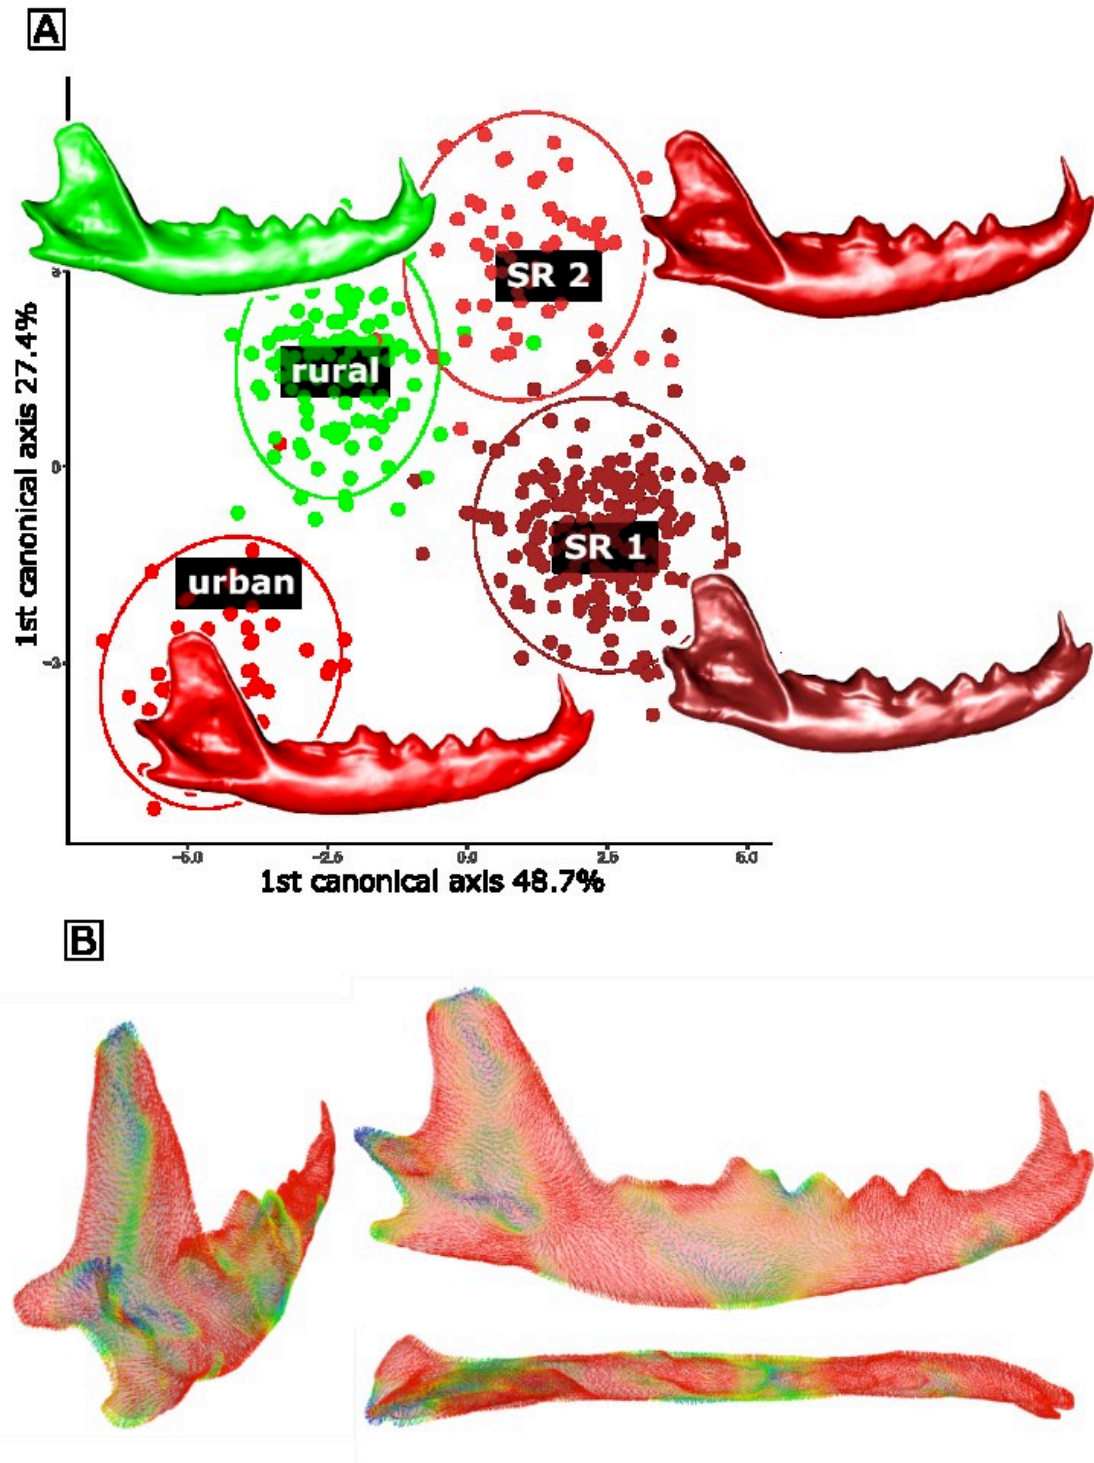 A
SR 2
rural
SR 1
urban
1st canonical axis 27.4%
0
-3
-5.0
-2.5
0.0
2.5
5.0
1st canonical axis 48.7%
B